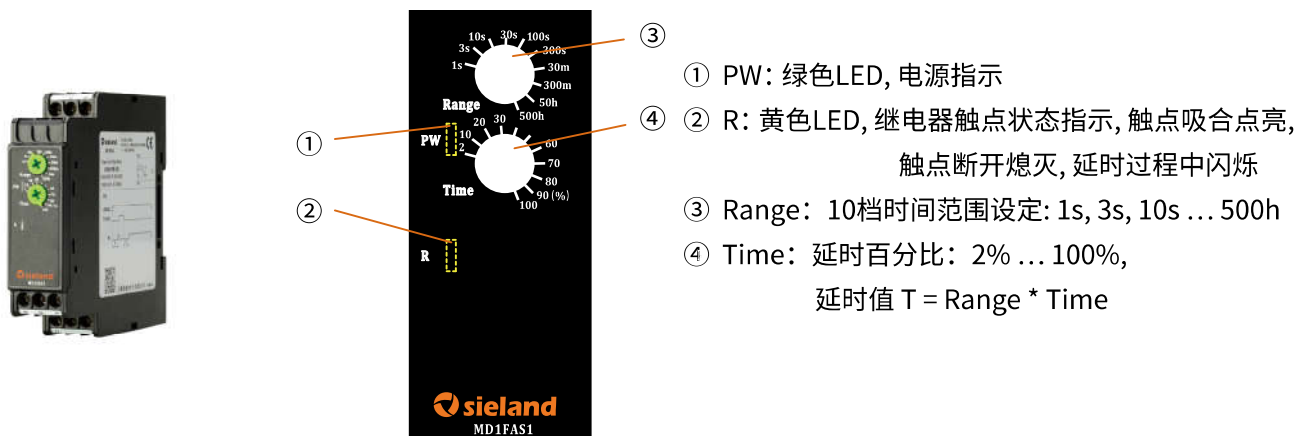 10s 30s 100s
3s 300s
1s 30m
300m
Range 50h
500h
③
①
PW
20 30
10 60
2 70
④
Time 80
90 (%)
100
②
R
sieland
MD1FAS1
① PW: 绿色LED, 电源指示
② R: 黄色LED, 继电器触点状态指示, 触点吸合点亮,
触点断开熄灭, 延时过程中闪烁
③ Range: 10档时间范围设定: 1s, 3s, 10s … 500h
④ Time: 延时百分比: 2% … 100%,
延时值 T = Range * Time
sieland
CE